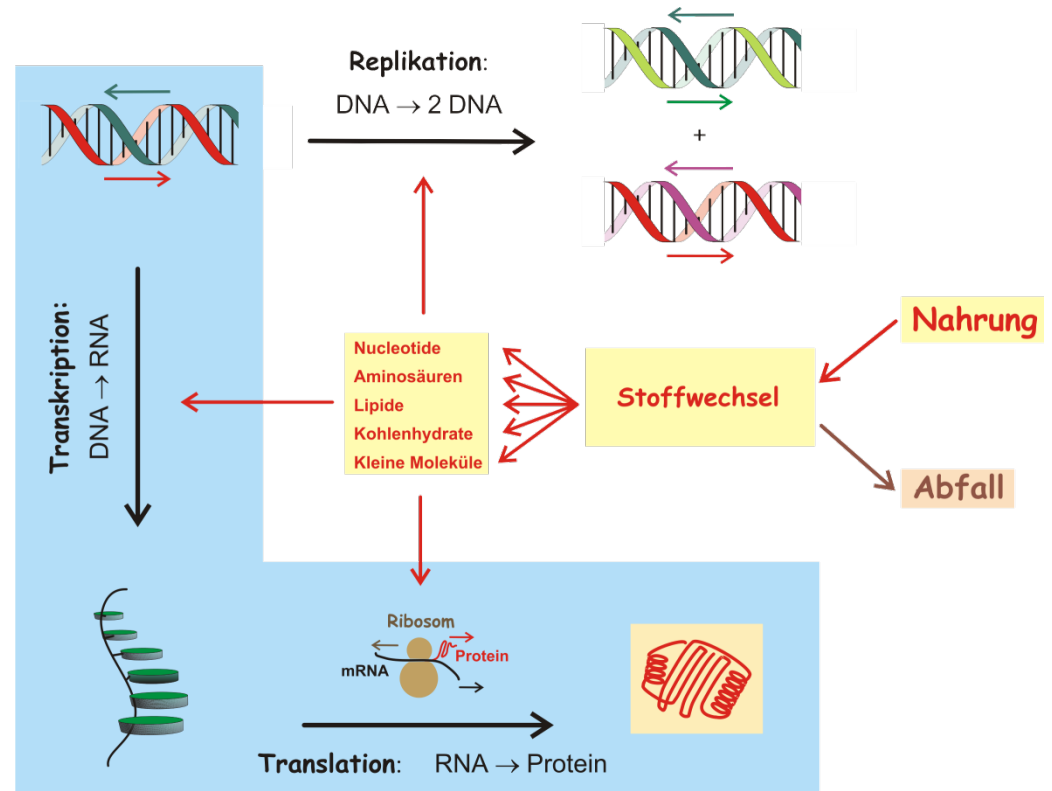 Replikation:
DNA → 2 DNA
+
Transkription:
DNA → RNA
Nucleotide
Aminosäuren
Lipide
Kohlenhydrate
Kleine Moleküle
Stoffwechsel
Nahrung
Abfall
Ribosom
Protein
mRNA
Translation: RNA → Protein